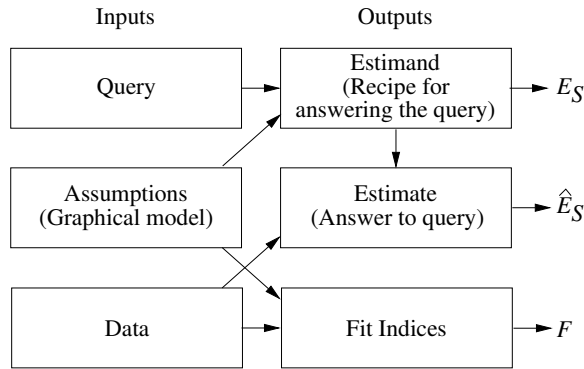 Inputs
Outputs
Query
Estimand
(Recipe for
answering the query)
E_S
Assumptions
(Graphical model)
Estimate
(Answer to query)
Ê_S
Data
Fit Indices
F